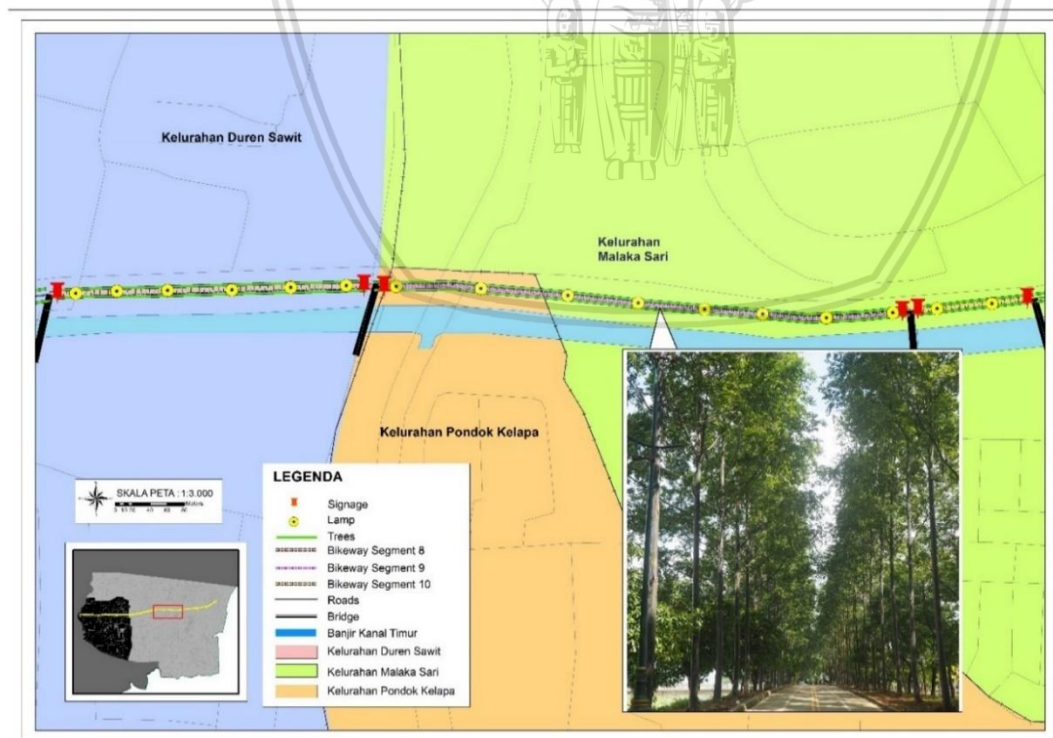 Kelurahan Duren Sawit
Kelurahan
Malaka Sari
Kelurahan Pondok Kelapa
SKALA PETA : 1:3.000
LEGENDA
Signage
Lamp
Trees
Bikeway Segment 8
Bikeway Segment 9
Bikeway Segment 10
Roads
Bridge
Banjir Kanal Timur
Kelurahan Duren Sawit
Kelurahan Malaka Sari
Kelurahan Pondok Kelapa